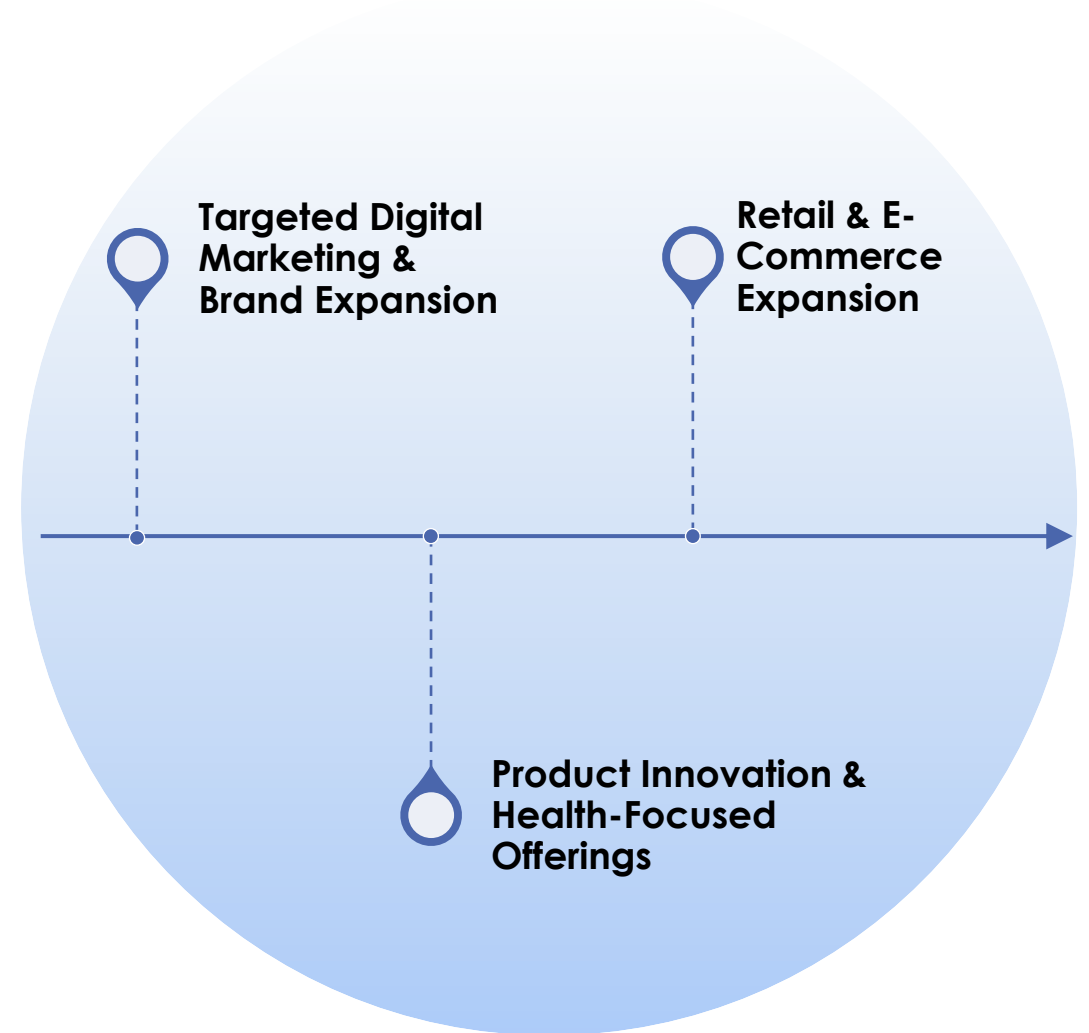 Targeted Digital
Marketing &
Brand Expansion
Retail & E-
Commerce
Expansion
Product Innovation &
Health-Focused
Offerings